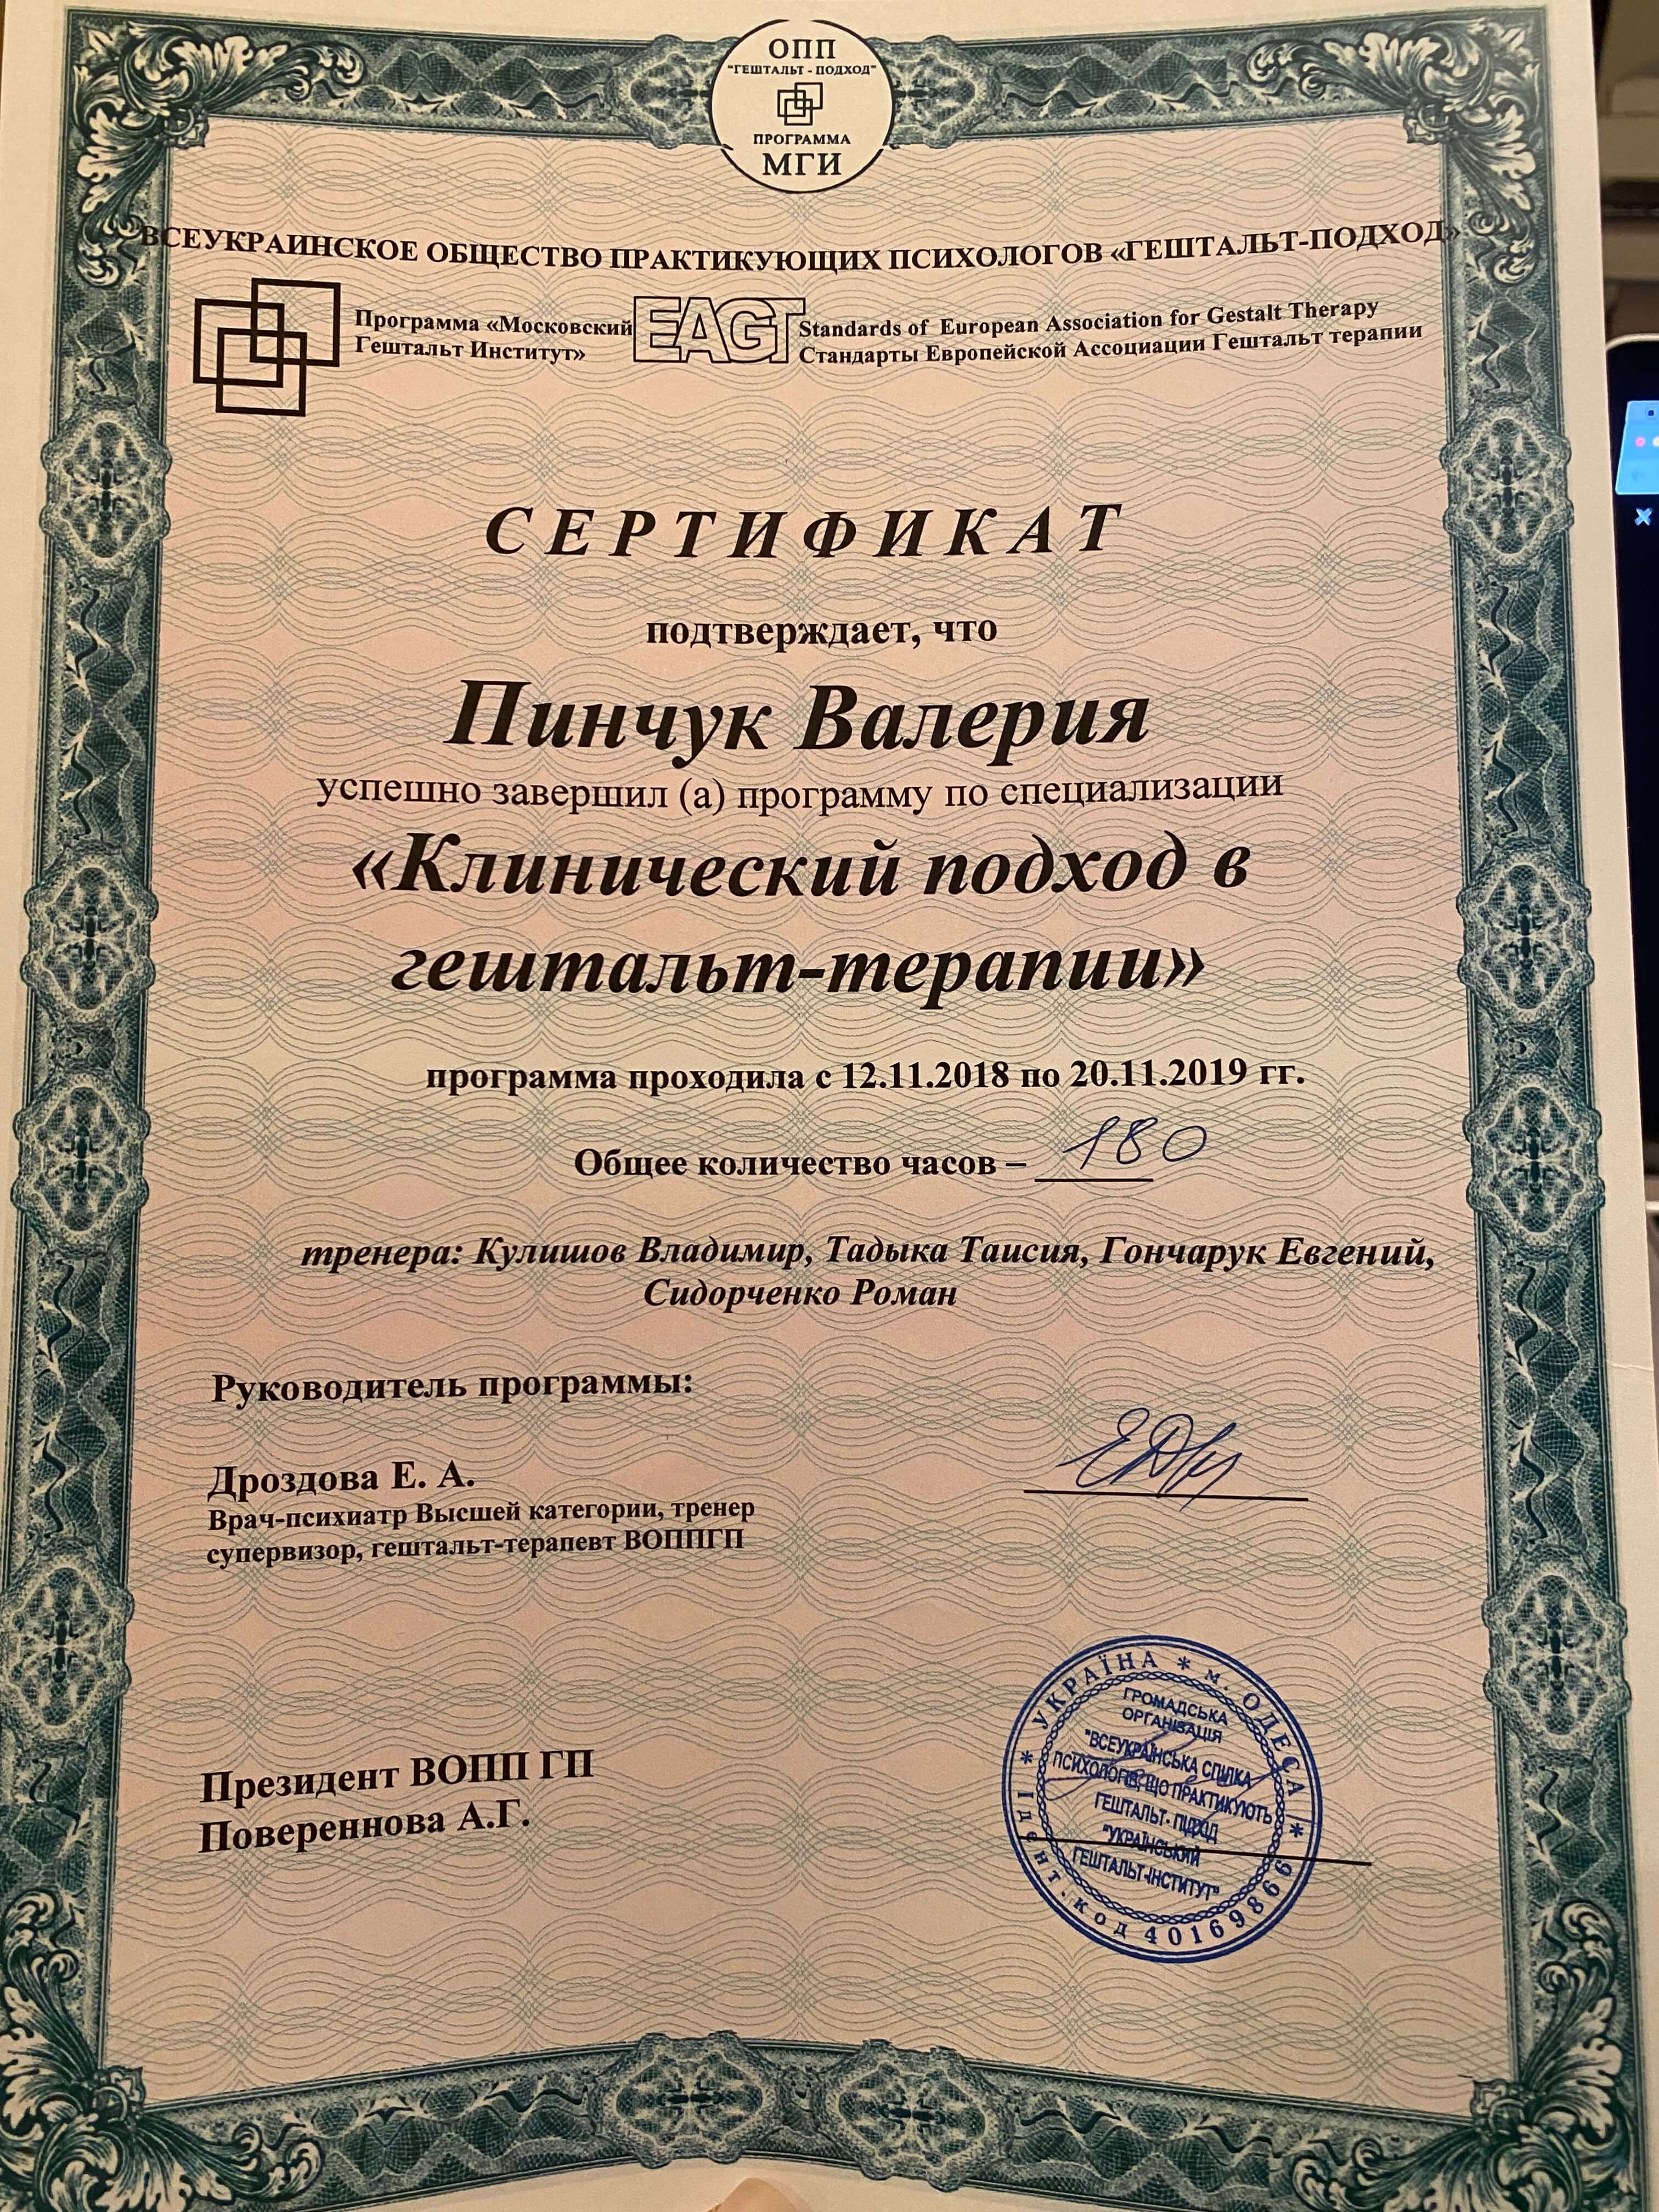 ОПП
"ГЕШТАЛЬТ - ПОДХОД"
ПРОГРАММА
МГИ
ВСЕУКРАИНСКОЕ ОБЩЕСТВО ПРАКТИКУЮЩИХ ПСИХОЛОГОВ «ГЕШТАЛЬТ-ПОДХОД»
Программа «Московский
Гештальт Институт»
EAGT
Standards of European Association for Gestalt Therapy
Стандарты Европейской Ассоциации Гештальт терапии
СЕРТИФИКАТ
подтверждает, что
Пинчук Валерия
успешно завершил (а) программу по специализации
«Клинический подход в
гештальт-терапии»
программа проходила с 12.11.2018 по 20.11.2019 гг.
Общее количество часов – 180
тренера: Кулишов Владимир, Тадыка Таисия, Гончарук Евгений,
Сидорченко Роман
Руководитель программы:
Дроздова Е. А.
Врач-психиатр Высшей категории, тренер
супервизор, гештальт-терапевт ВОППГП
Президент ВОПП ГП
Повереннова А.Г.
* УКРАЇНА * м. ОДЕСА *
Ідент.код 40169866
ГРОМАДСЬКА
ОРГАНІЗАЦІЯ
"ВСЕУКРАЇНСЬКА СПІЛКА
ПСИХОЛОГІВ, ЩО ПРАКТИКУЮТЬ
ГЕШТАЛЬТ- ПІДХІД
"УКРАЇНСЬКИЙ
ГЕШТАЛЬТ-ІНСТИТУТ"